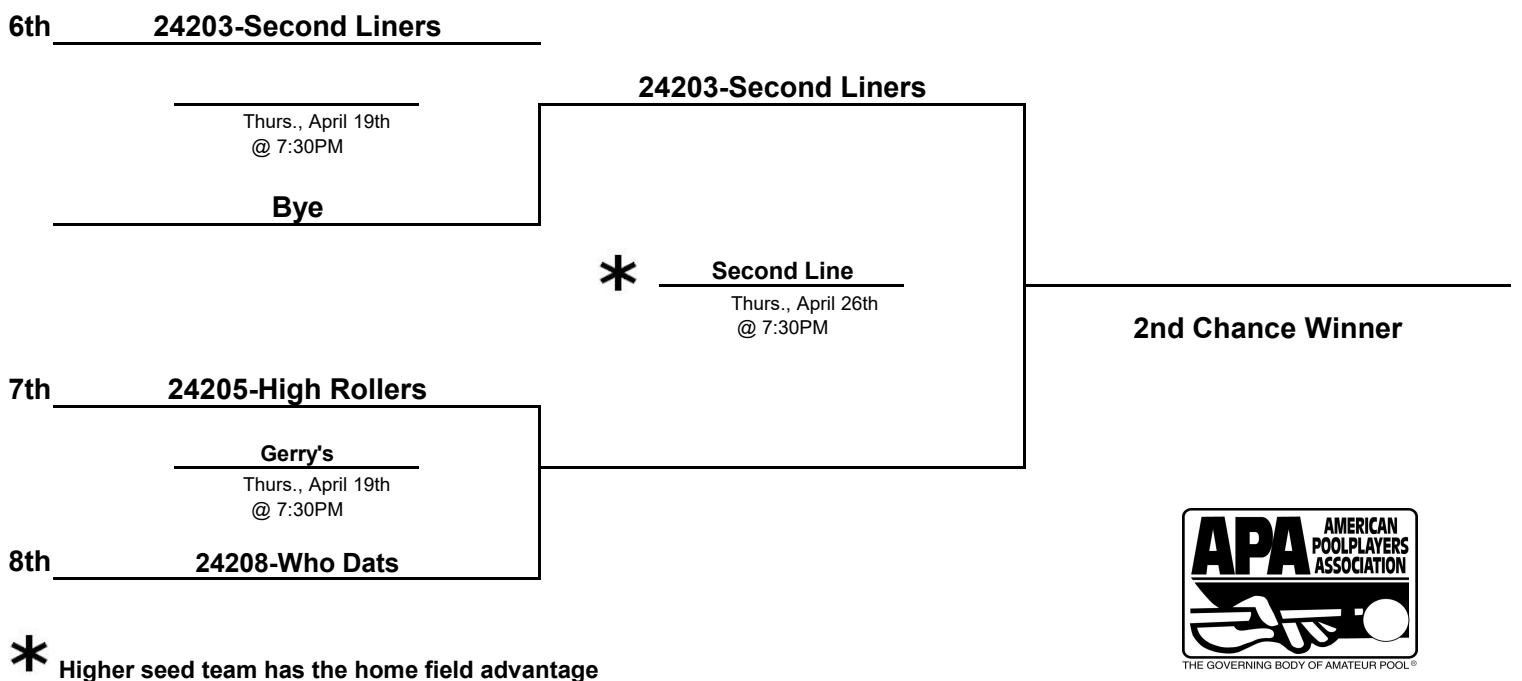 6th 24203-Second Liners
24203-Second Liners
Thurs., April 19th
@ 7:30PM
Bye
* Second Line
Thurs., April 26th
@ 7:30PM
2nd Chance Winner
7th 24205-High Rollers
Gerry's
Thurs., April 19th
@ 7:30PM
8th 24208-Who Dats
* Higher seed team has the home field advantage
APA
AMERICAN
POOLPLAYERS
ASSOCIATION
THE GOVERNING BODY OF AMATEUR POOL®